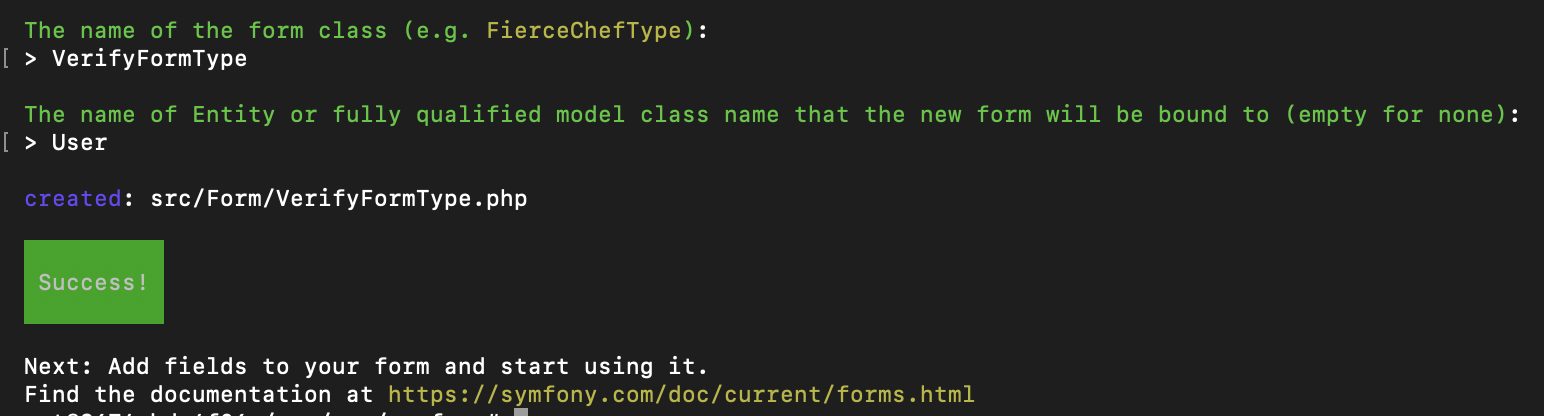 The name of the form class (e.g. FierceChefType):
[ > VerifyFormType
The name of Entity or fully qualified model class name that the new form will be bound to (empty for none):
[ > User
created: src/Form/VerifyFormType.php
Success!
Next: Add fields to your form and start using it.
Find the documentation at https://symfony.com/doc/current/forms.html